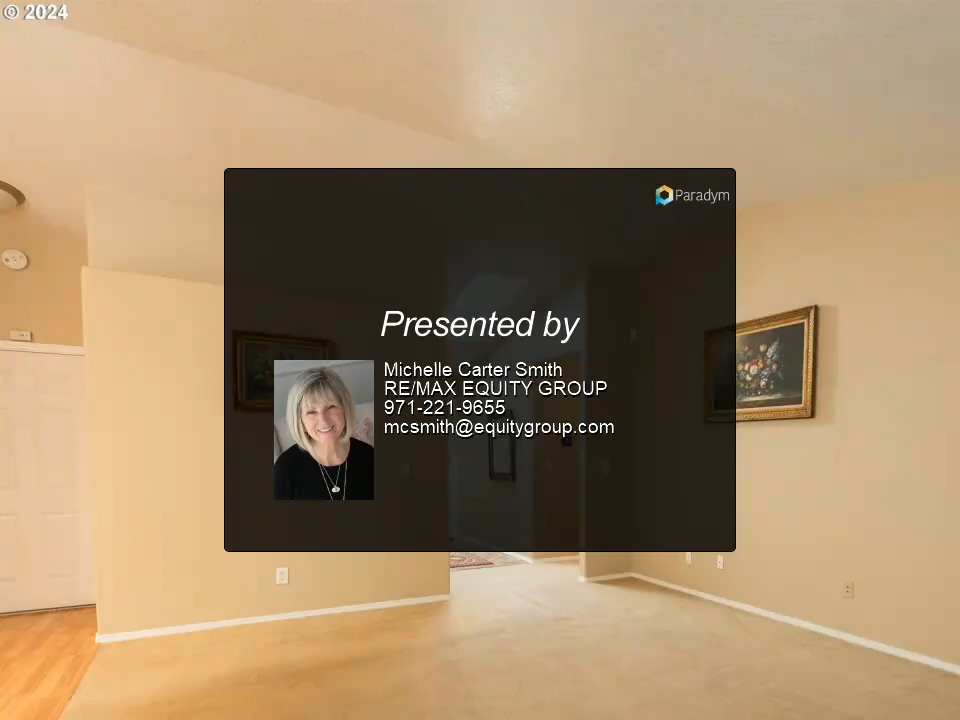 © 2024
Paradym
Presented by
Michelle Carter Smith
RE/MAX EQUITY GROUP
971-221-9655
mcsmith@equitygroup.com